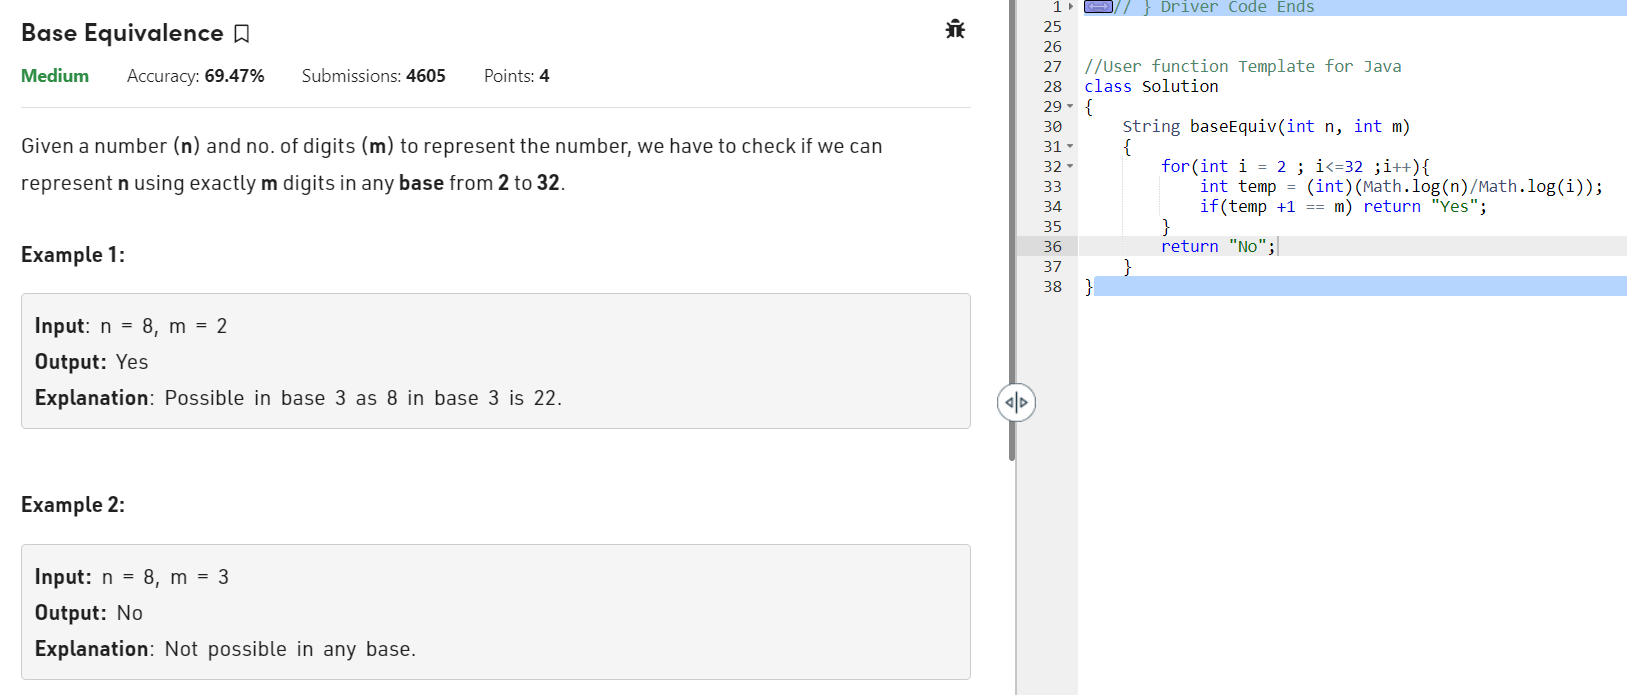 Base Equivalence
Medium Accuracy: 69.47% Submissions: 4605 Points: 4
Given a number (n) and no. of digits (m) to represent the number, we have to check if we can
represent n using exactly m digits in any base from 2 to 32.
Example 1:
Input: n = 8, m = 2
Output: Yes
Explanation: Possible in base 3 as 8 in base 3 is 22.
Example 2:
Input: n = 8, m = 3
Output: No
Explanation: Not possible in any base.
1 // } Driver Code Ends
25
26
27 //User function Template for Java
28 class Solution
29 {
30 String baseEquiv(int n, int m)
31 {
32 for(int i = 2 ; i<=32 ;i++){
33 int temp = (int)(Math.log(n)/Math.log(i));
34 if(temp +1 == m) return "Yes";
35 }
36 return "No";
37 }
38 }